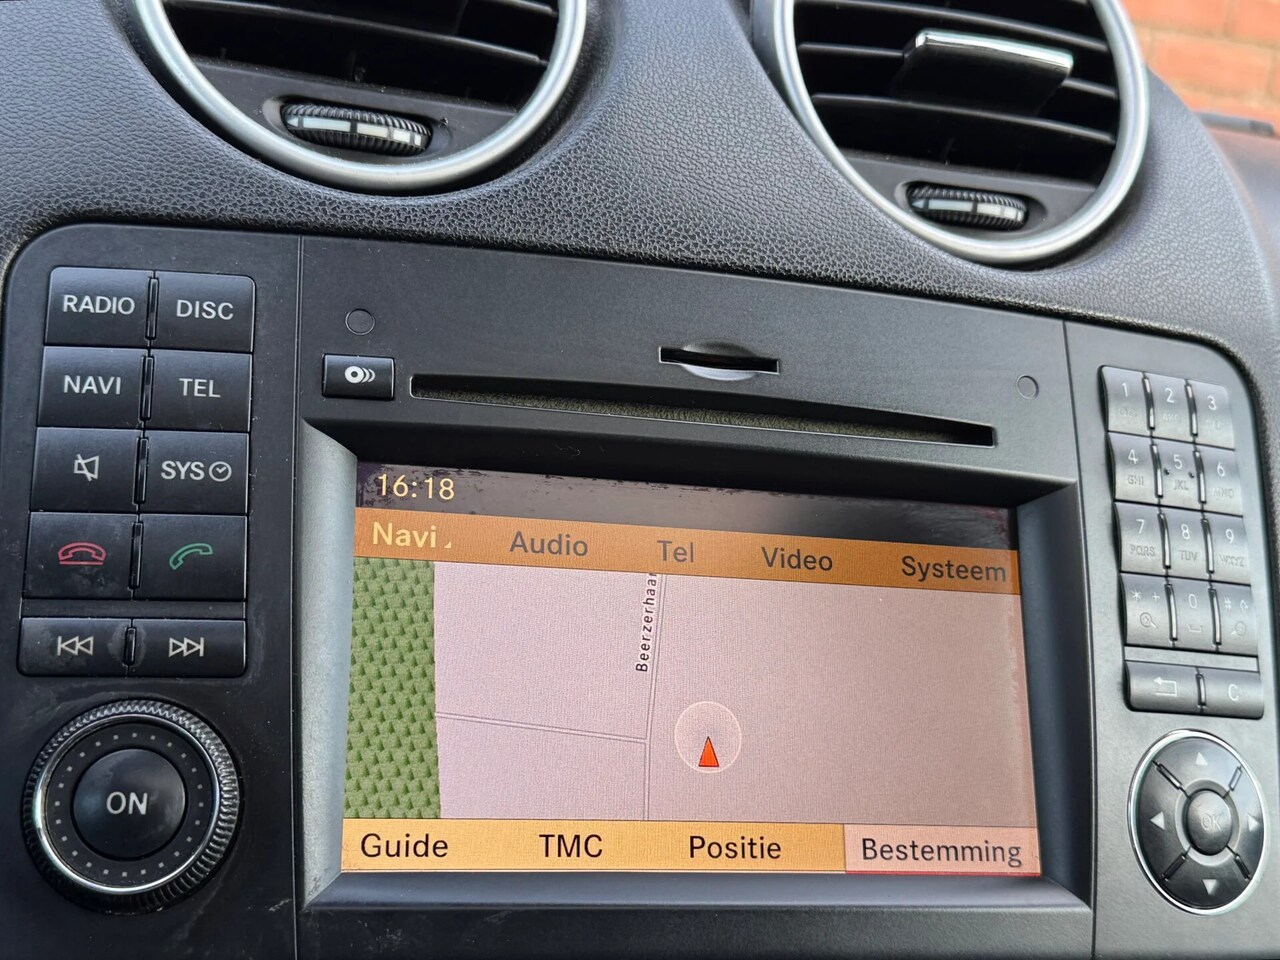 RADIO DISC
NAVI TEL
SYS
ON
16:18
Navi Audio Tel Video Systeem
Beerzerhaar
Guide TMC Positie Bestemming
1 2 3
4 5 6
GHI JKL MNO
7 8 9
PQRS TUV WXYZ
* + 0 #
C
OK